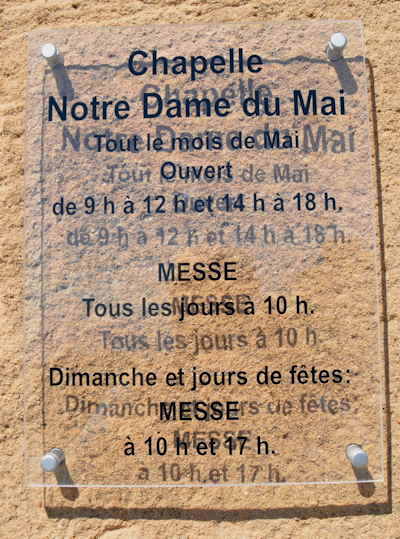 Chapelle
Notre Dame du Mai
Tout le mois de Mai
Ouvert
de 9 h à 12 h et 14 h à 18 h.
MESSE
Tous les jours à 10 h.
Dimanche et jours de fêtes:
MESSE
à 10 h et 17 h.